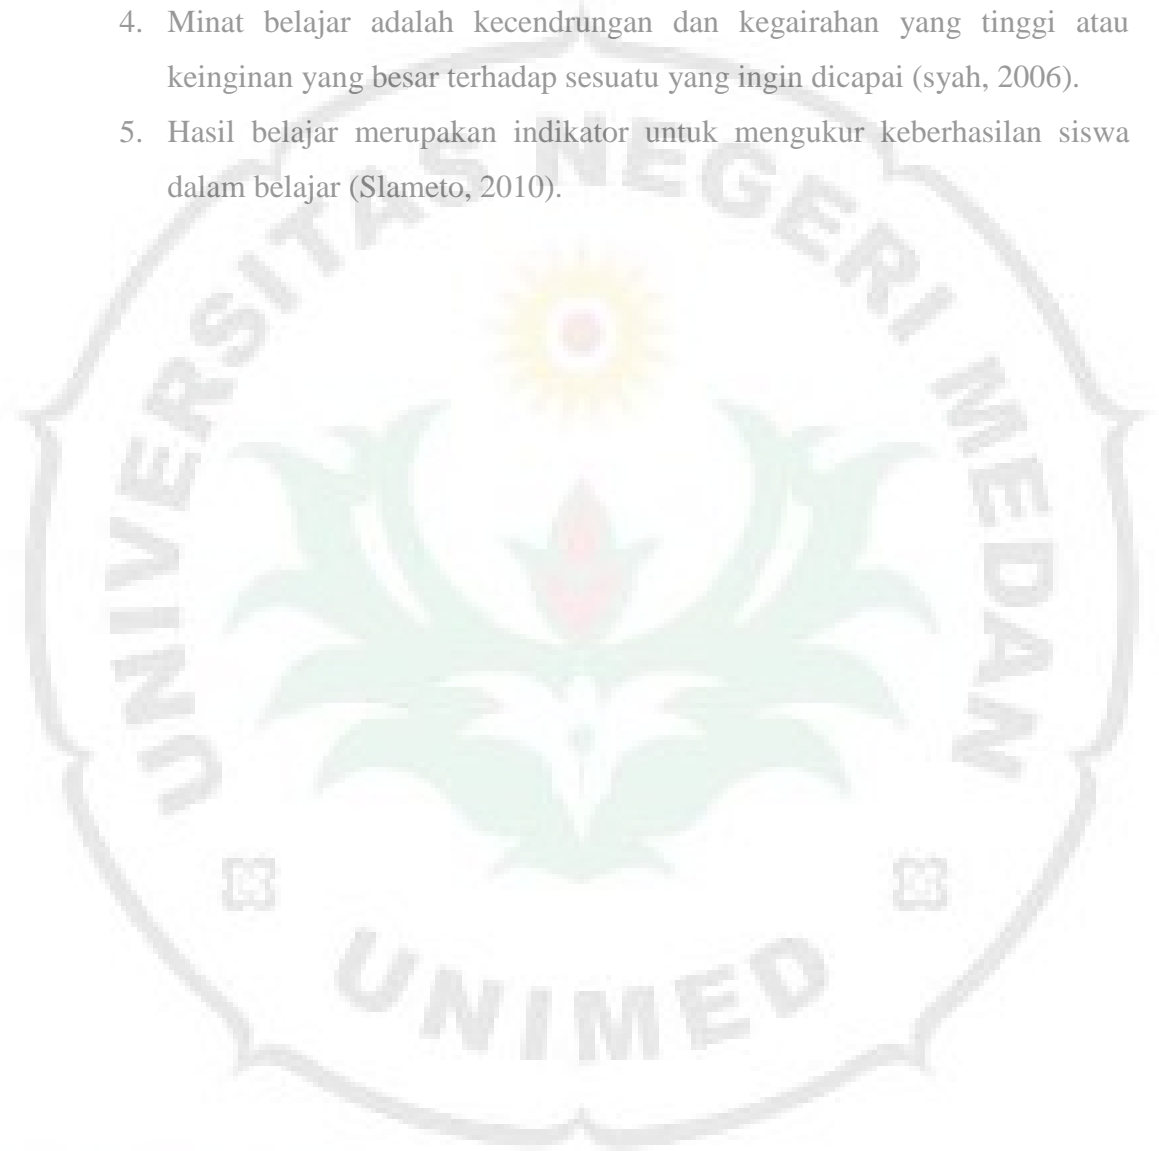 4. Minat belajar adalah kecendrungan dan kegairahan yang tinggi atau
keinginan yang besar terhadap sesuatu yang ingin dicapai (syah, 2006).
5. Hasil belajar merupakan indikator untuk mengukur keberhasilan siswa
dalam belajar (Slameto, 2010).
UNIVERSITAS NEGERI MEDAN
UNIMED